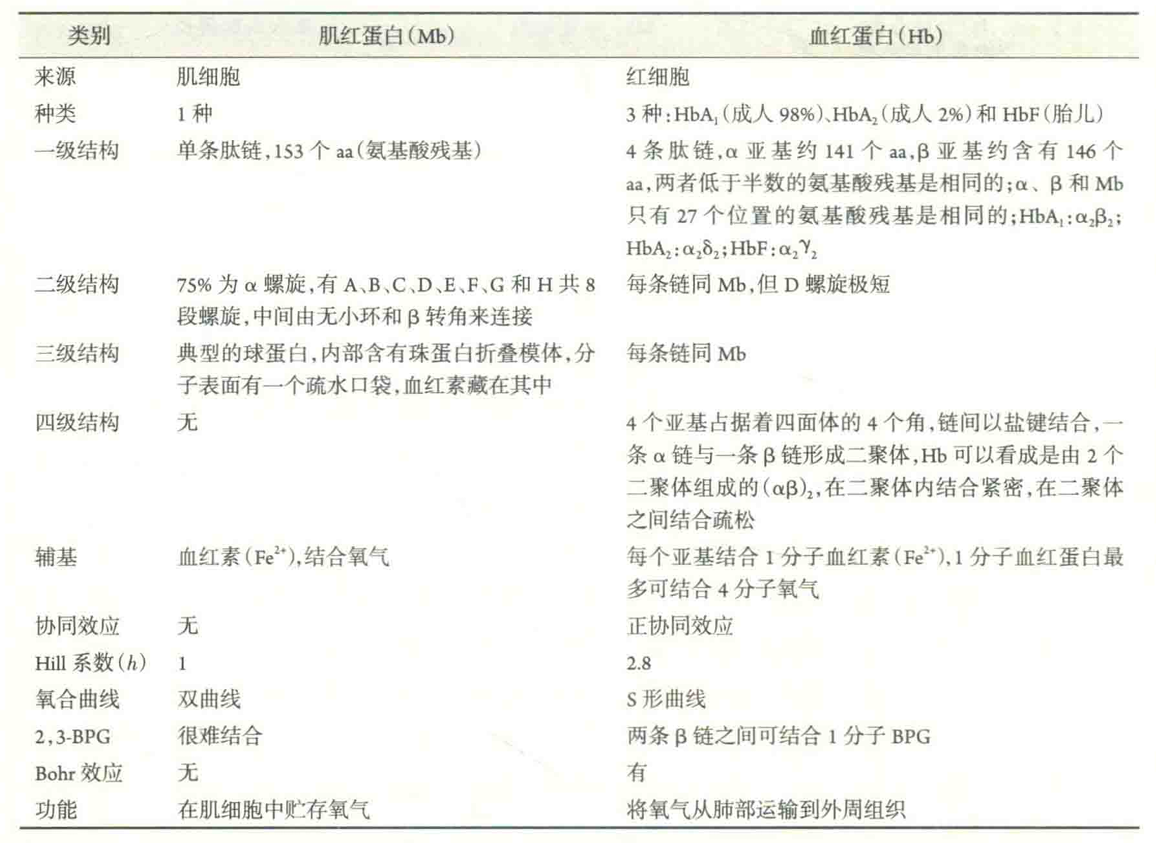 类别 肌红蛋白(Mb) 血红蛋白(Hb)
来源 肌细胞 红细胞
种类 1 种 3 种:HbA₁(成人 98%)、HbA₂(成人 2%)和 HbF(胎儿)
一级结构 单条肽链,153 个 aa(氨基酸残基) 4 条肽链,α 亚基约 141 个 aa,β 亚基约含有 146 个
aa,两者低于半数的氨基酸残基是相同的;α、β 和 Mb
只有 27 个位置的氨基酸残基是相同的;HbA₁:α₂β₂;
HbA₂:α₂δ₂;HbF:α₂γ₂
二级结构 75% 为 α 螺旋,有 A、B、C、D、E、F、G 和 H 共 8 每条链同 Mb,但 D 螺旋极短
段螺旋,中间由无小环和 β 转角来连接
三级结构 典型的球蛋白,内部含有珠蛋白折叠模体,分 每条链同 Mb
子表面有一个疏水口袋,血红素藏在其中
四级结构 无 4 个亚基占据着四面体的 4 个角,链间以盐键结合,一
条 α 链与一条 β 链形成二聚体,Hb 可以看成是由 2 个
二聚体组成的(αβ)₂,在二聚体内结合紧密,在二聚体
之间结合疏松
辅基 血红素(Fe²⁺),结合氧气 每个亚基结合 1 分子血红素(Fe²⁺),1 分子血红蛋白最
多可结合 4 分子氧气
协同效应 无 正协同效应
Hill 系数(h) 1 2.8
氧合曲线 双曲线 S 形曲线
2,3-BPG 很难结合 两条 β 链之间可结合 1 分子 BPG
Bohr 效应 无 有
功能 在肌细胞中贮存氧气 将氧气从肺部运输到外周组织